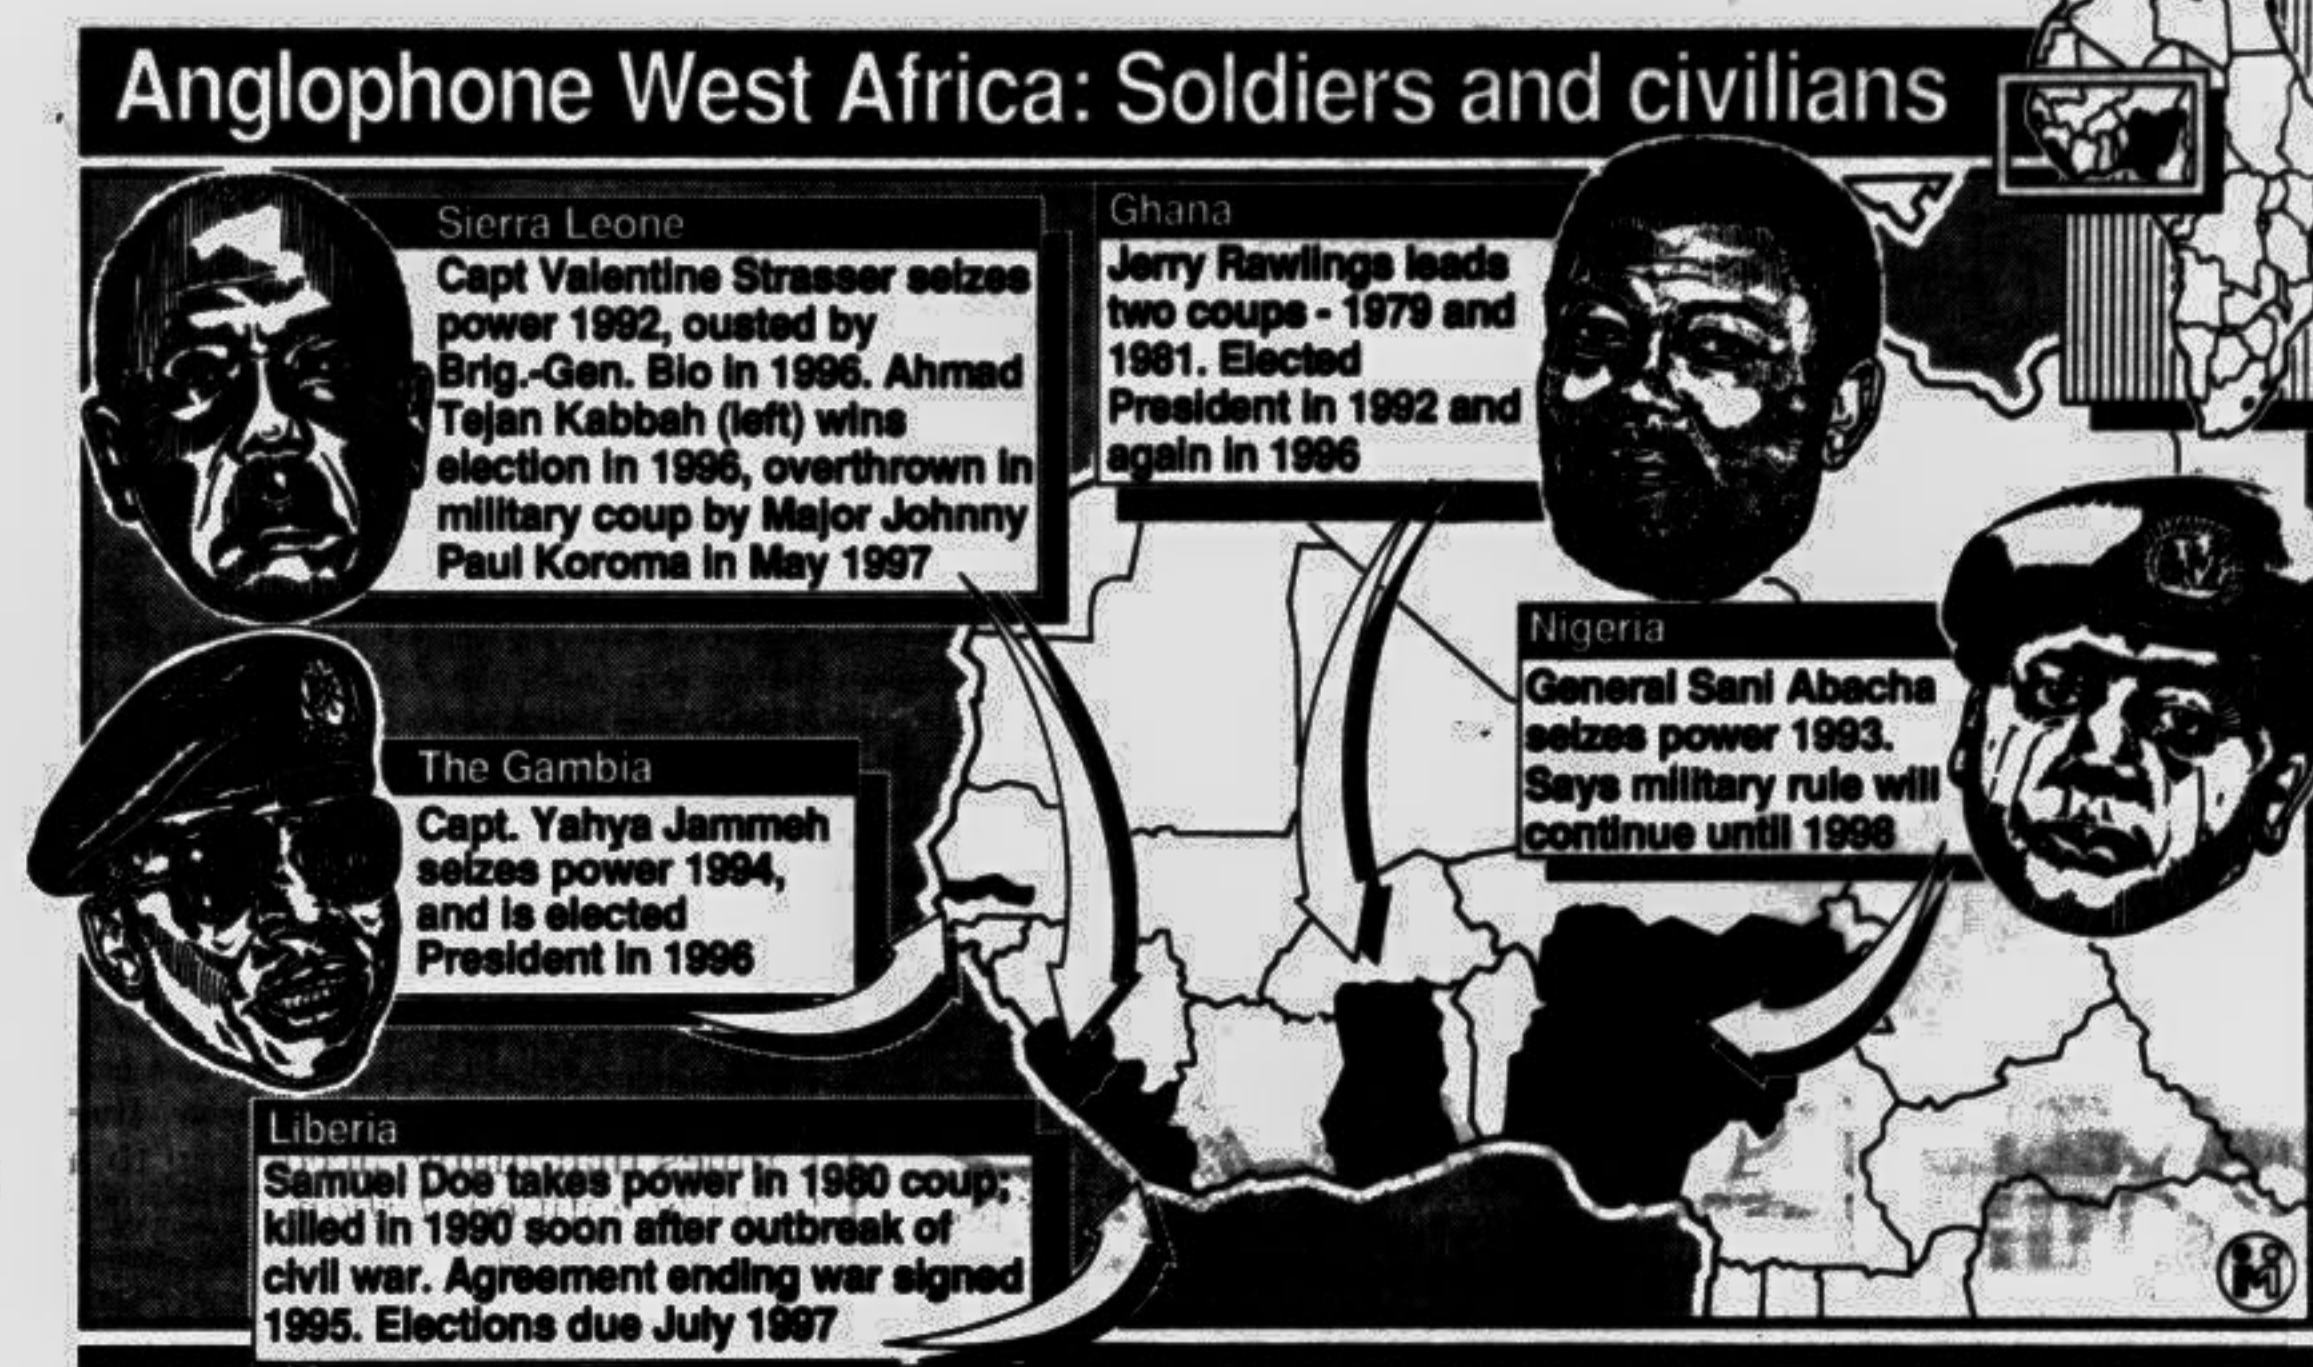 Anglophone West Africa: Soldiers and civilians
Sierra Leone
Capt Valentine Strasser seizes
power 1992, ousted by
Brig.-Gen. Bio in 1996. Ahmad
Tejan Kabbah (left) wins
election in 1996, overthrown in
military coup by Major Johnny
Paul Koroma in May 1997
Ghana
Jerry Rawlings leads
two coups - 1979 and
1981. Elected
President in 1992 and
again in 1996
Nigeria
General Sani Abacha
seizes power 1993.
Says military rule will
continue until 1998
The Gambia
Capt. Yahya Jammeh
seizes power 1994,
and is elected
President in 1996
Liberia
Samuel Doe takes power in 1980 coup;
killed in 1990 soon after outbreak of
civil war. Agreement ending war signed
1995. Elections due July 1997